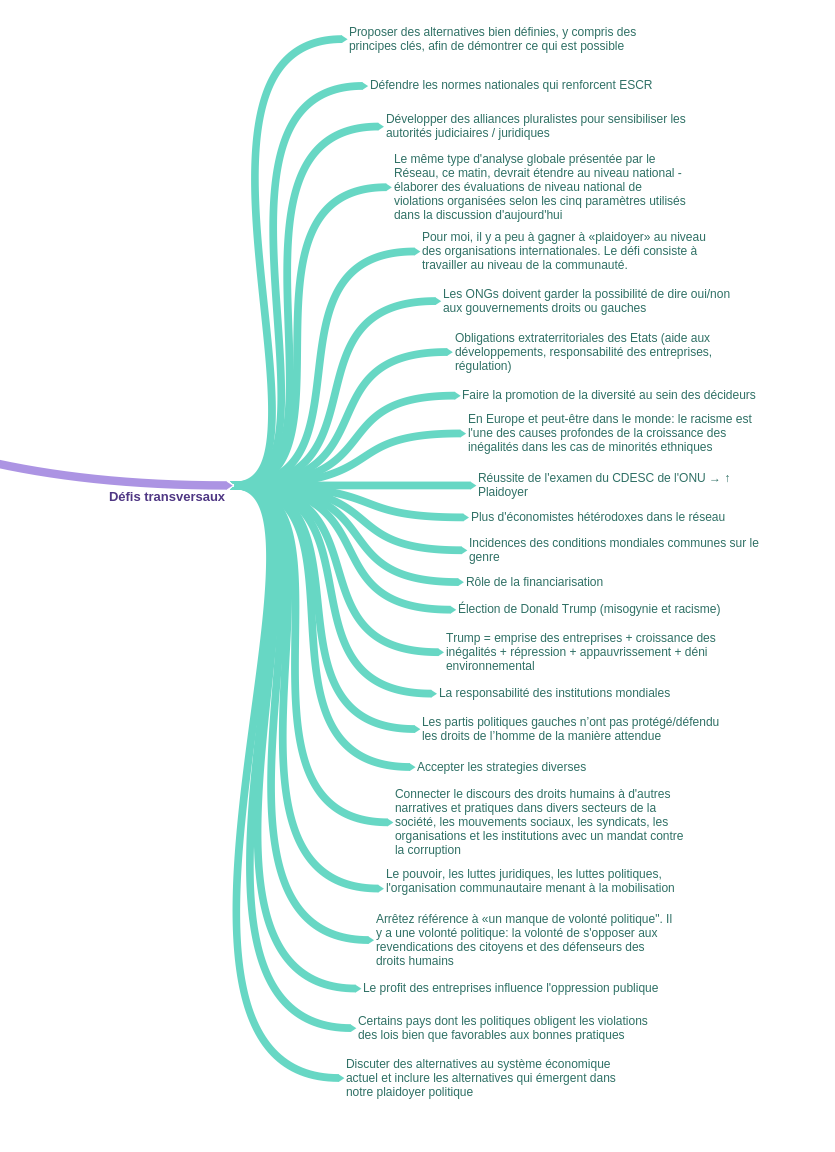 Proposer des alternatives bien définies, y compris des
principes clés, afin de démontrer ce qui est possible
Défendre les normes nationales qui renforcent ESCR
Développer des alliances pluralistes pour sensibiliser les
autorités judiciaires / juridiques
Le même type d'analyse globale présentée par le
Réseau, ce matin, devrait étendre au niveau national -
élaborer des évaluations de niveau national de
violations organisées selon les cinq paramètres utilisés
dans la discussion d'aujourd'hui
Pour moi, il y a peu à gagner à «plaidoyer» au niveau
des organisations internationales. Le défi consiste à
travailler au niveau de la communauté.
Les ONGs doivent garder la possibilité de dire oui/non
aux gouvernements droits ou gauches
Obligations extraterritoriales des Etats (aide aux
développements, responsabilité des entreprises,
régulation)
Faire la promotion de la diversité au sein des décideurs
En Europe et peut-être dans le monde: le racisme est
l'une des causes profondes de la croissance des
inégalités dans les cas de minorités ethniques
Réussite de l'examen du CDESC de l'ONU → ↑
Plaidoyer
Défis transversaux
Plus d'économistes hétérodoxes dans le réseau
Incidences des conditions mondiales communes sur le
genre
Rôle de la financiarisation
Élection de Donald Trump (misogynie et racisme)
Trump = emprise des entreprises + croissance des
inégalités + répression + appauvrissement + déni
environnemental
La responsabilité des institutions mondiales
Les partis politiques gauches n’ont pas protégé/défendu
les droits de l’homme de la manière attendue
Accepter les strategies diverses
Connecter le discours des droits humains à d'autres
narratives et pratiques dans divers secteurs de la
société, les mouvements sociaux, les syndicats, les
organisations et les institutions avec un mandat contre
la corruption
Le pouvoir, les luttes juridiques, les luttes politiques,
l'organisation communautaire menant à la mobilisation
Arrêtez référence à «un manque de volonté politique". Il
y a une volonté politique: la volonté de s'opposer aux
revendications des citoyens et des défenseurs des
droits humains
Le profit des entreprises influence l'oppression publique
Certains pays dont les politiques obligent les violations
des lois bien que favorables aux bonnes pratiques
Discuter des alternatives au système économique
actuel et inclure les alternatives qui émergent dans
notre plaidoyer politique